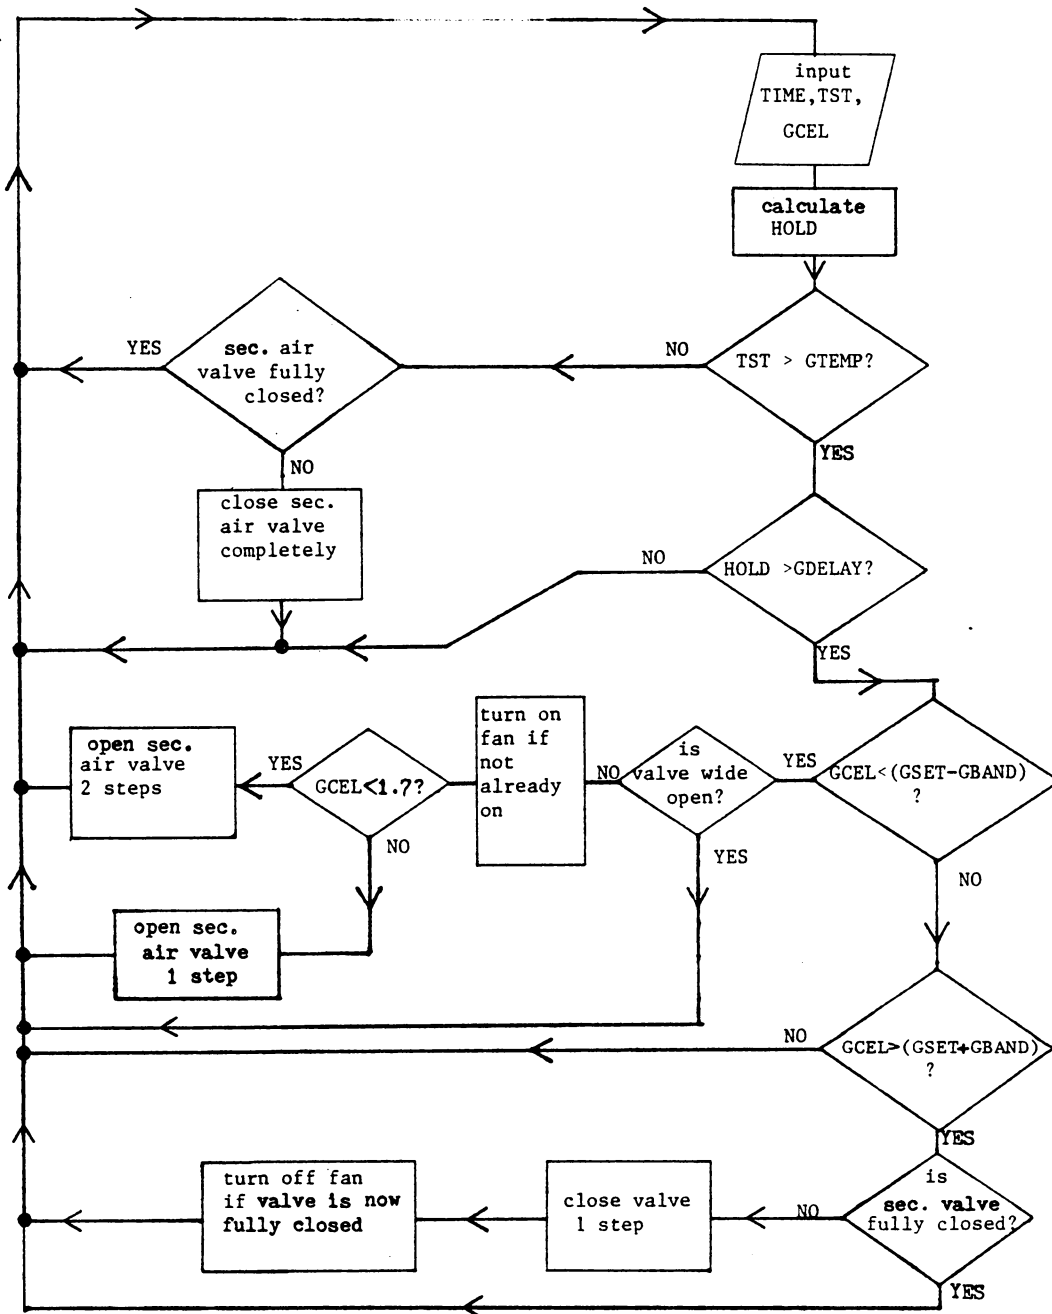 input
TIME,TST,
GCEL
calculate
HOLD
TST > GTEMP?
NO
YES
sec. air
valve fully
closed?
YES
NO
close sec.
air valve
completely
HOLD >GDELAY?
NO
YES
GCEL<(GSET-GBAND)
?
YES
NO
is
valve wide
open?
NO
YES
turn on
fan if
not
already
on
GCEL<1.7?
YES
NO
open sec.
air valve
2 steps
open sec.
air valve
1 step
GCEL>(GSET+GBAND)
?
NO
YES
is
sec. valve
fully closed?
NO
YES
close valve
1 step
turn off fan
if valve is now
fully closed